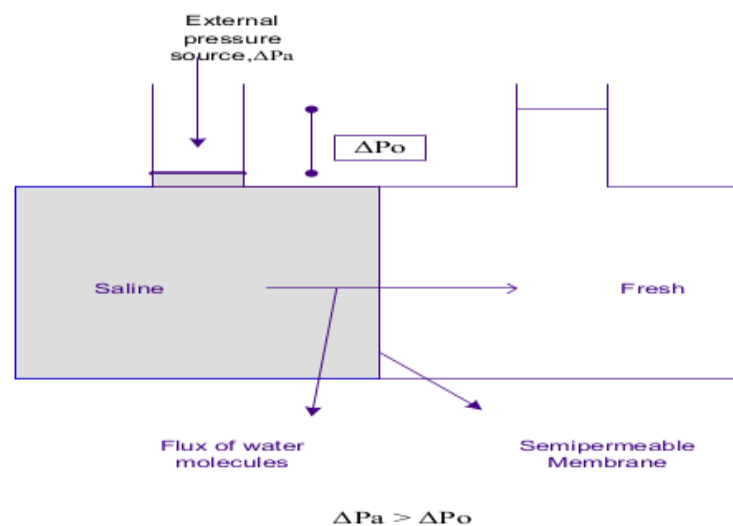 External
pressure
source,ΔPa
ΔPo
Saline
Fresh
Flux of water
molecules
Semipermeable
Membrane
ΔPa > ΔPo